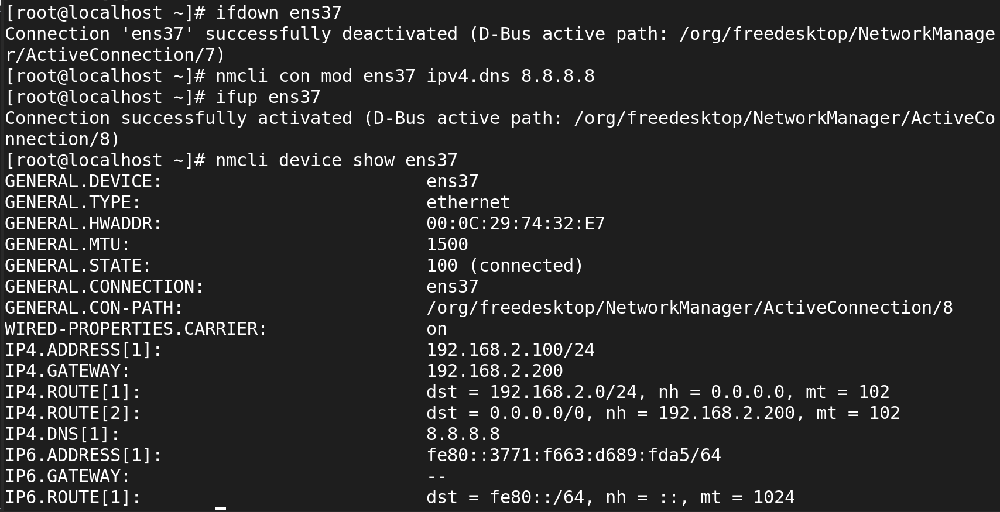 [root@localhost ~]# ifdown ens37
Connection 'ens37' successfully deactivated (D-Bus active path: /org/freedesktop/NetworkManage
r/ActiveConnection/7)
[root@localhost ~]# nmcli con mod ens37 ipv4.dns 8.8.8.8
[root@localhost ~]# ifup ens37
Connection successfully activated (D-Bus active path: /org/freedesktop/NetworkManager/ActiveCo
nnection/8)
[root@localhost ~]# nmcli device show ens37
GENERAL.DEVICE:                         ens37
GENERAL.TYPE:                           ethernet
GENERAL.HWADDR:                         00:0C:29:74:32:E7
GENERAL.MTU:                            1500
GENERAL.STATE:                          100 (connected)
GENERAL.CONNECTION:                     ens37
GENERAL.CON-PATH:                       /org/freedesktop/NetworkManager/ActiveConnection/8
WIRED-PROPERTIES.CARRIER:               on
IP4.ADDRESS[1]:                         192.168.2.100/24
IP4.GATEWAY:                            192.168.2.200
IP4.ROUTE[1]:                           dst = 192.168.2.0/24, nh = 0.0.0.0, mt = 102
IP4.ROUTE[2]:                           dst = 0.0.0.0/0, nh = 192.168.2.200, mt = 102
IP4.DNS[1]:                             8.8.8.8
IP6.ADDRESS[1]:                         fe80::3771:f663:d689:fda5/64
IP6.GATEWAY:                            --
IP6.ROUTE[1]:                           dst = fe80::/64, nh = ::, mt = 1024